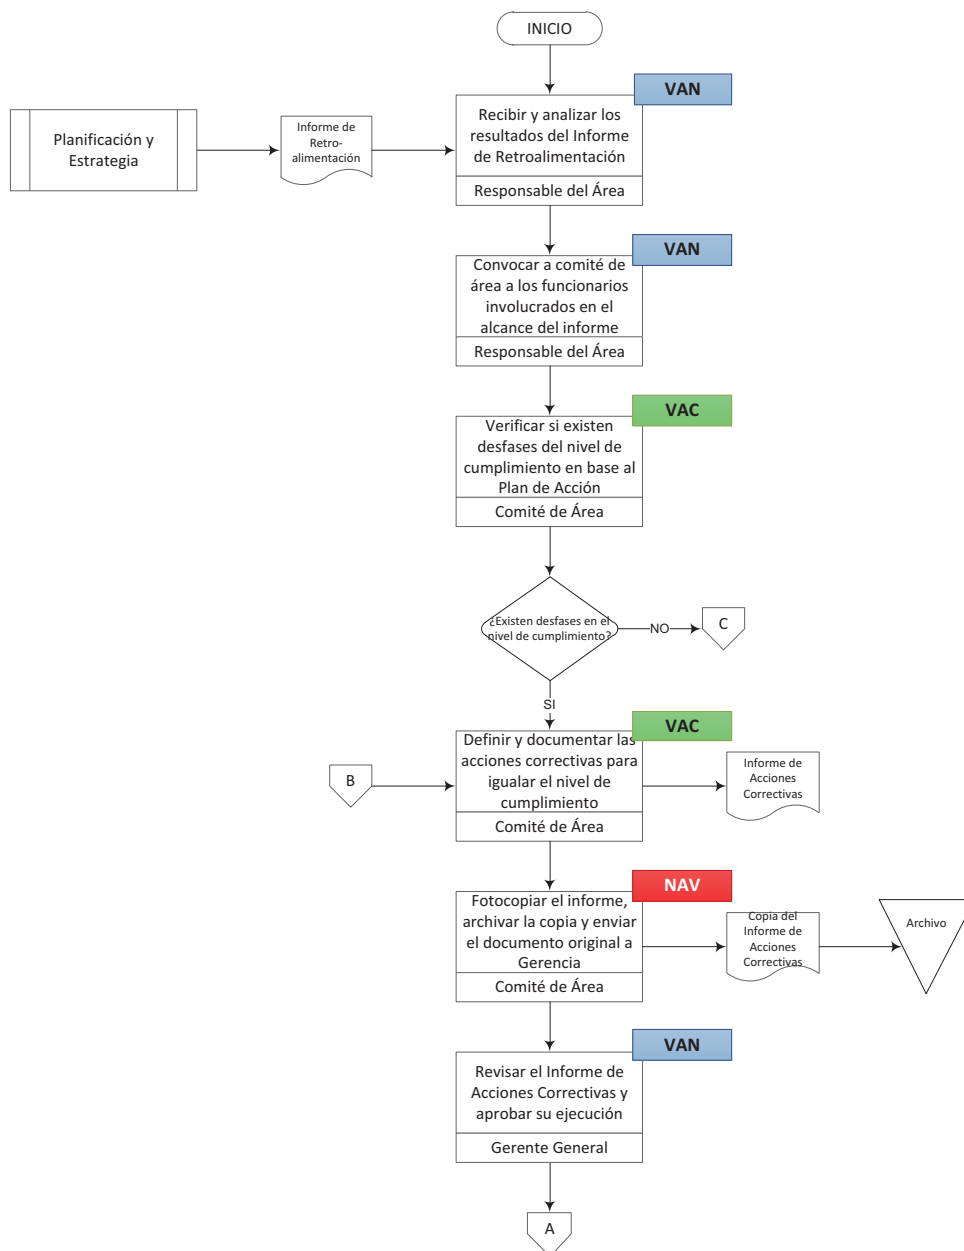 INICIO
VAN
Planificación y
Estrategia
Informe de
Retro-
alimentación
Recibir y analizar los
resultados del Informe
de Retroalimentación
Responsable del Área
VAN
Convocar a comité de
área a los funcionarios
involucrados en el
alcance del informe
Responsable del Área
VAC
Verificar si existen
desfases del nivel de
cumplimiento en base al
Plan de Acción
Comité de Área
¿Existen desfases en el
nivel de cumplimiento?
NO
C
SI
VAC
B
Definir y documentar las
acciones correctivas para
igualar el nivel de
cumplimiento
Comité de Área
Informe de
Acciones
Correctivas
NAV
Fotocopiar el informe,
archivar la copia y enviar
el documento original a
Gerencia
Comité de Área
Copia del
Informe de
Acciones
Correctivas
Archivo
VAN
Revisar el Informe de
Acciones Correctivas y
aprobar su ejecución
Gerente General
A